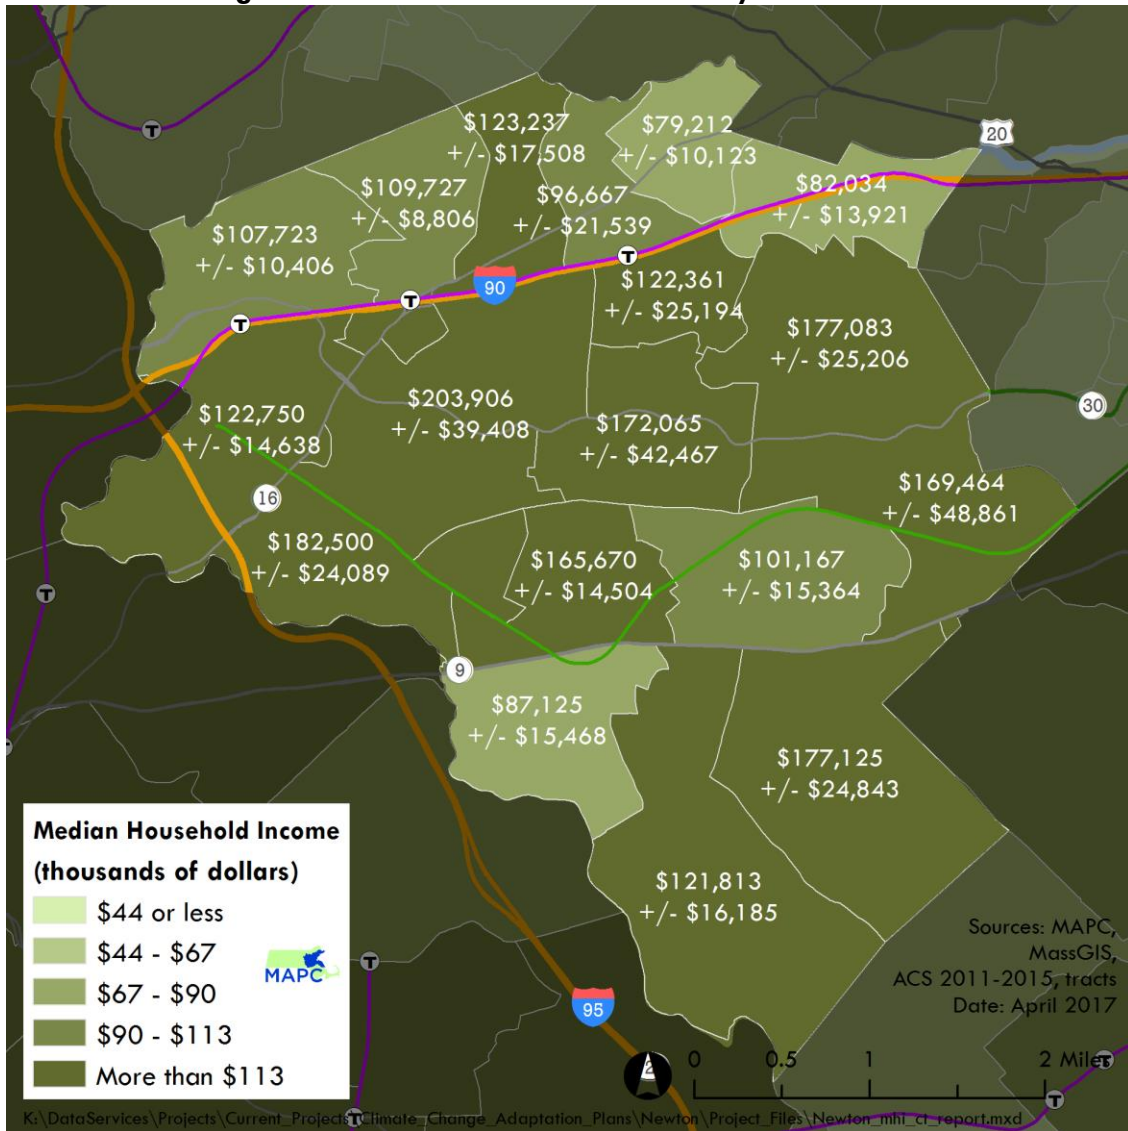 $123,237
+/- $17,508
$79,212
+/- $10,123
20
$109,727
+/- $8,806
$96,667
+/- $21,539
$82,034
+/- $13,921
$107,723
+/- $10,406
90
$122,361
+/- $25,194
$177,083
+/- $25,206
$122,750
+/- $14,638
$203,906
+/- $39,408
$172,065
+/- $42,467
30
16
$169,464
+/- $48,861
$182,500
+/- $24,089
$165,670
+/- $14,504
$101,167
+/- $15,364
9
$87,125
+/- $15,468
$177,125
+/- $24,843
$121,813
+/- $16,185
95
T
T
T
T
T
T
T
T
T
Median Household Income
(thousands of dollars)
$44 or less
$44 - $67
$67 - $90
$90 - $113
More than $113
MAPC
Sources: MAPC,
MassGIS,
ACS 2011-2015, tracts
Date: April 2017
0 0.5 1 2 Miles
K:\DataServices\Projects\Current_Projects\Climate_Change_Adaptation_Plans\Newton\Project_Files\Newton_mhi_ct_report.mxd